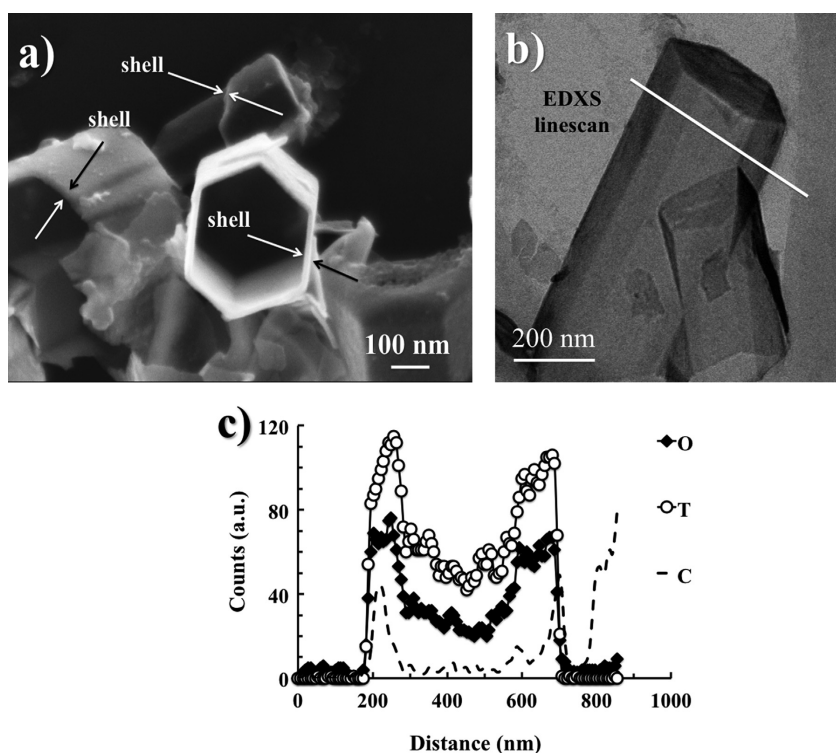 a)
shell
shell
shell
100 nm
b)
EDXS
linescan
200 nm
c)
120
80
40
0
0
200
400
600
800
1000
Counts (a.u.)
Distance (nm)
O
T
C